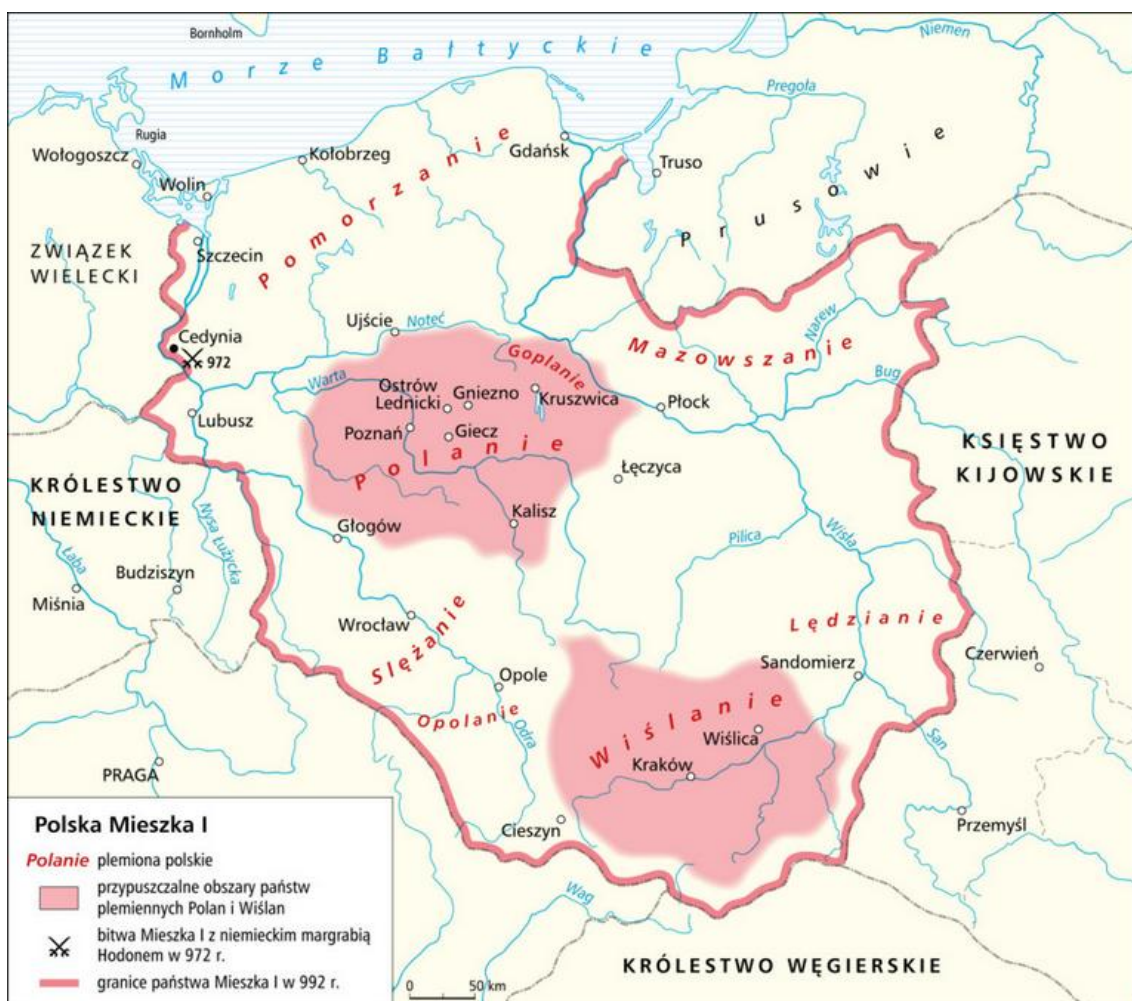 Bornholm
Morze Bałtyckie
Niemen
Pregoła
Rugia
Wołogoszcz
Kołobrzeg
Gdańsk
Truso
Wolin
Pomorzanie
Prusowie
ZWIĄZEK
WIELECKI
Szczecin
Ujście
Noteć
Narew
Cedynia
972
Goplanie
Mazowszanie
Bug
Warta
Ostrów
Lednicki
Gniezno
Kruszwica
Płock
Lubusz
Poznań
Giecz
Polanie
Łęczyca
KSIĘSTWO
KIJOWSKIE
KRÓLESTWO
NIEMIECKIE
Kalisz
Głogów
Nysa Łużycka
Pilica
Wisła
Łaba
Budziszyn
Miśnia
Wrocław
Slężanie
Lędzianie
Sandomierz
Czerwień
Opole
Opolanie
Odra
Wiślanie
Wiślica
San
PRAGA
Kraków
Cieszyn
Przemyśl
Wag
KRÓLESTWO WĘGIERSKIE
Polska Mieszka I
Polanie plemiona polskie
przypuszczalne obszary państw
plemiennych Polan i Wiślan
bitwa Mieszka I z niemieckim margrabią
Hodonem w 972 r.
granice państwa Mieszka I w 992 r.
0 50 km